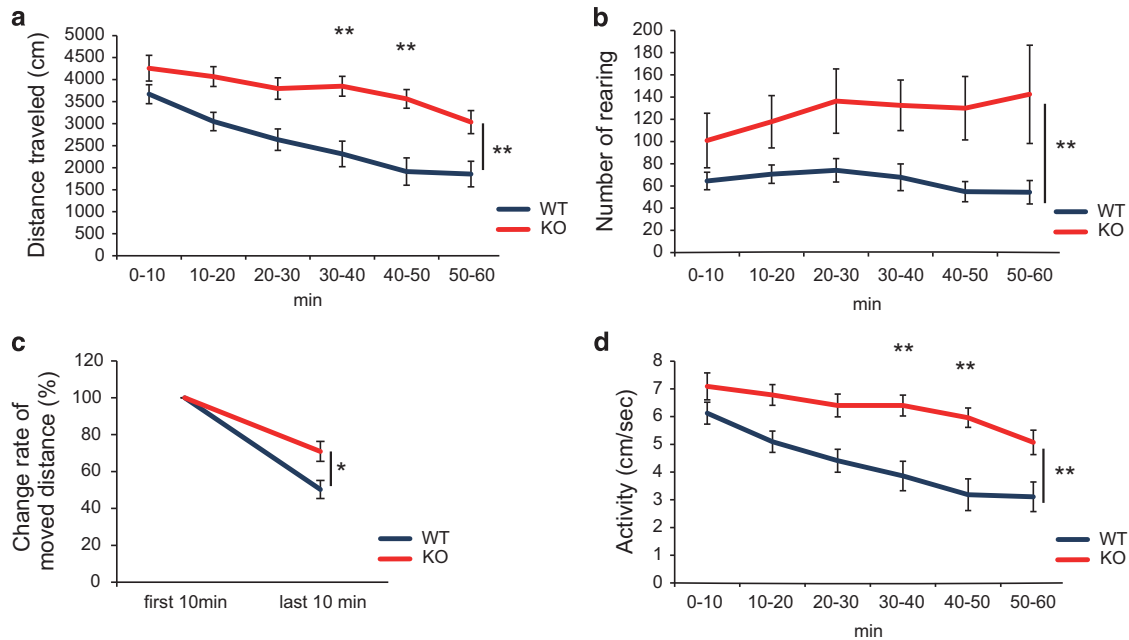 a
Distance traveled (cm)
5000
4500
4000
3500
3000
2500
2000
1500
1000
500
0
** **
**
WT
KO
0-10 10-20 20-30 30-40 40-50 50-60
min
b
Number of rearing
200
180
160
140
120
100
80
60
40
20
0
**
WT
KO
0-10 10-20 20-30 30-40 40-50 50-60
min
c
Change rate of
moved distance (%)
120
100
80
60
40
20
0
*
WT
KO
first 10min last 10 min
d
Activity (cm/sec)
8
7
6
5
4
3
2
1
0
** **
**
WT
KO
0-10 10-20 20-30 30-40 40-50 50-60
min